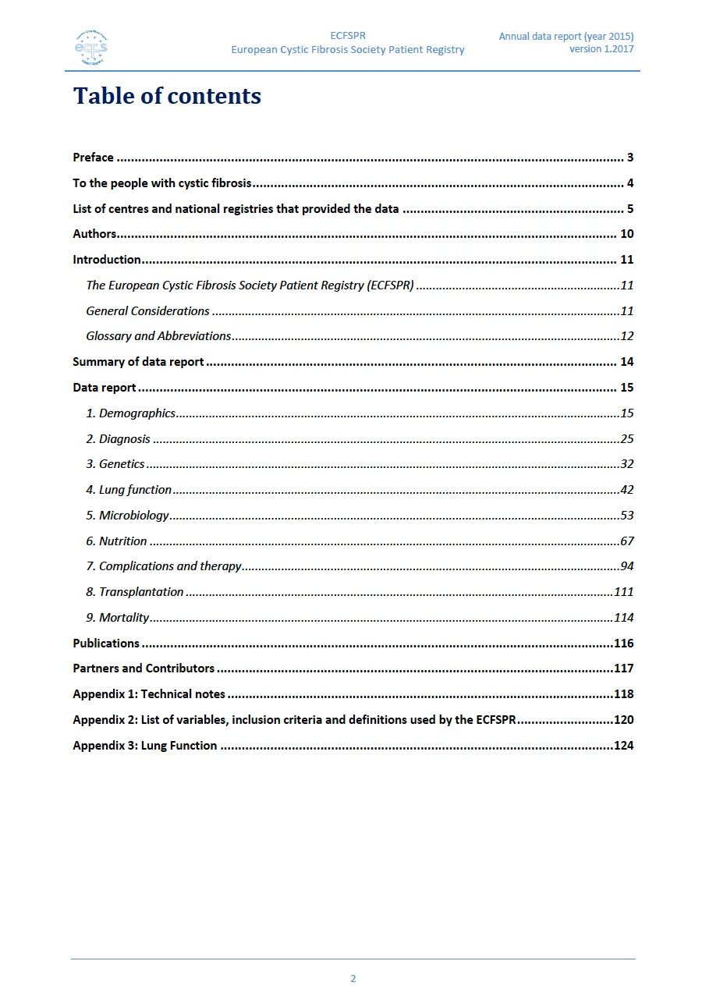 ecfs
ECFSPR
European Cystic Fibrosis Society Patient Registry
Annual data report (year 2015)
version 1.2017
Table of contents
Preface ........ 3
To the people with cystic fibrosis ........ 4
List of centres and national registries that provided the data ........ 5
Authors ........ 10
Introduction ........ 11
The European Cystic Fibrosis Society Patient Registry (ECFSPR) ........ 11
General Considerations ........ 11
Glossary and Abbreviations ........ 12
Summary of data report ........ 14
Data report ........ 15
1. Demographics ........ 15
2. Diagnosis ........ 25
3. Genetics ........ 32
4. Lung function ........ 42
5. Microbiology ........ 53
6. Nutrition ........ 67
7. Complications and therapy ........ 94
8. Transplantation ........ 111
9. Mortality ........ 114
Publications ........ 116
Partners and Contributors ........ 117
Appendix 1: Technical notes ........ 118
Appendix 2: List of variables, inclusion criteria and definitions used by the ECFSPR ........ 120
Appendix 3: Lung Function ........ 124
2